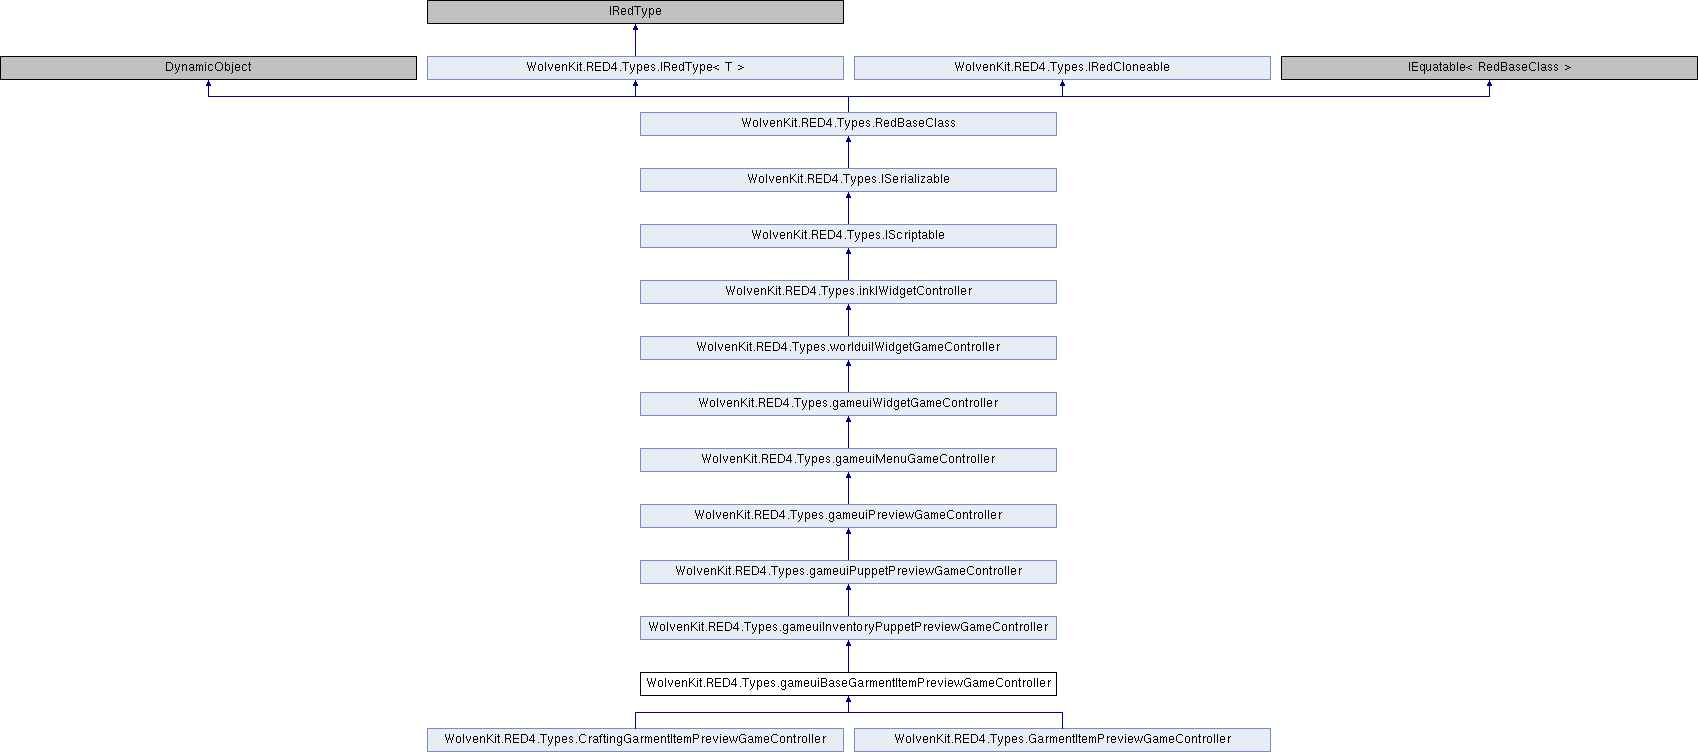 IRedType
DynamicObject
WolvenKit.RED4.Types.IRedType< T >
WolvenKit.RED4.Types.IRedCloneable
IEquatable< RedBaseClass >
WolvenKit.RED4.Types.RedBaseClass
WolvenKit.RED4.Types.ISerializable
WolvenKit.RED4.Types.IScriptable
WolvenKit.RED4.Types.inkIWidgetController
WolvenKit.RED4.Types.worlduiIWidgetGameController
WolvenKit.RED4.Types.gameuiWidgetGameController
WolvenKit.RED4.Types.gameuiMenuGameController
WolvenKit.RED4.Types.gameuiPreviewGameController
WolvenKit.RED4.Types.gameuiPuppetPreviewGameController
WolvenKit.RED4.Types.gameuiInventoryPuppetPreviewGameController
WolvenKit.RED4.Types.gameuiBaseGarmentItemPreviewGameController
WolvenKit.RED4.Types.CraftingGarmentItemPreviewGameController
WolvenKit.RED4.Types.GarmentItemPreviewGameController